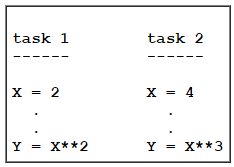 task 1 task 2
------ ------
X = 2 X = 4
. .
. .
Y = X**2 Y = X**3